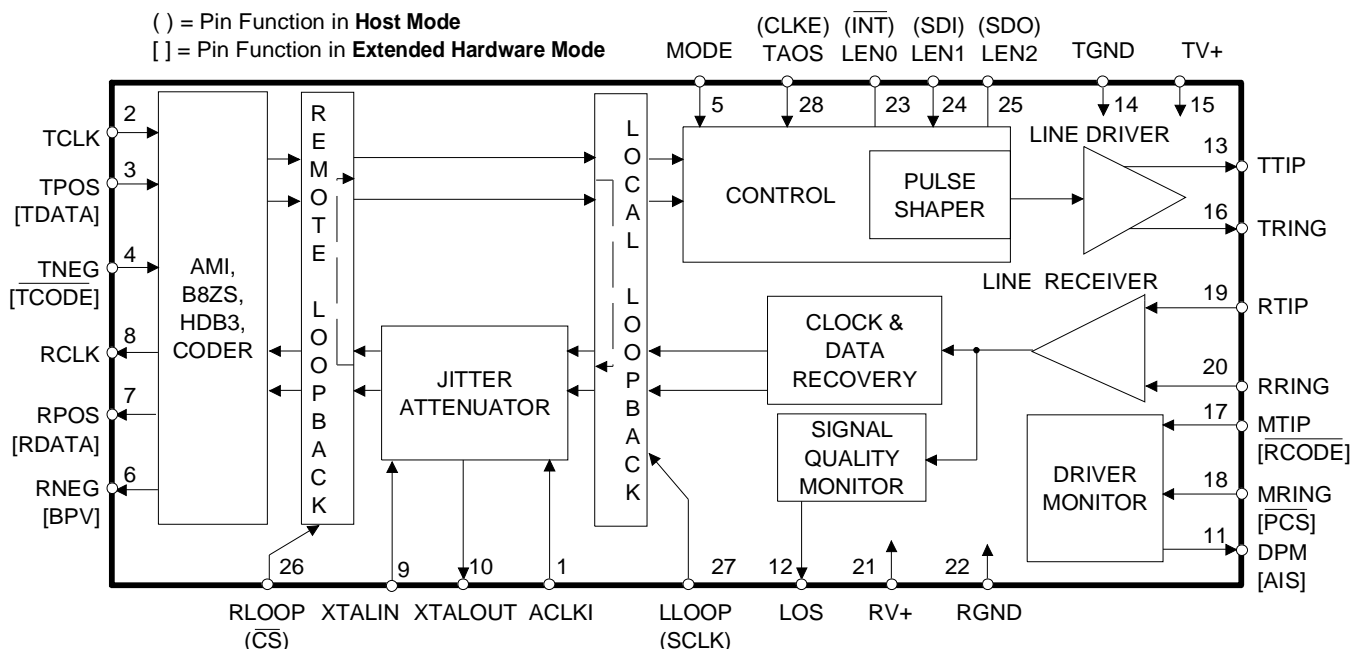 ( ) = Pin Function in Host Mode
[ ] = Pin Function in Extended Hardware Mode
(CLKE) (INT) (SDI) (SDO)
MODE TAOS LEN0 LEN1 LEN2 TGND TV+
5 28 23 24 25 14 15
2
TCLK
3
TPOS
[TDATA]
4
TNEG
[TCODE]
8
RCLK
7
RPOS
[RDATA]
6
RNEG
[BPV]
AMI,
B8ZS,
HDB3,
CODER
REMOTE LOOPBACK
JITTER
ATTENUATOR
LOCAL LOOPBACK
CONTROL
PULSE
SHAPER
LINE DRIVER
13
TTIP
16
TRING
LINE RECEIVER
19
RTIP
20
RRING
CLOCK &
DATA
RECOVERY
SIGNAL
QUALITY
MONITOR
DRIVER
MONITOR
17
MTIP
[RCODE]
18
MRING
[PCS]
11
DPM
[AIS]
26 9 10 1 27 12 21 22
RLOOP XTALIN XTALOUT ACLKI LLOOP LOS RV+ RGND
(CS) (SCLK)